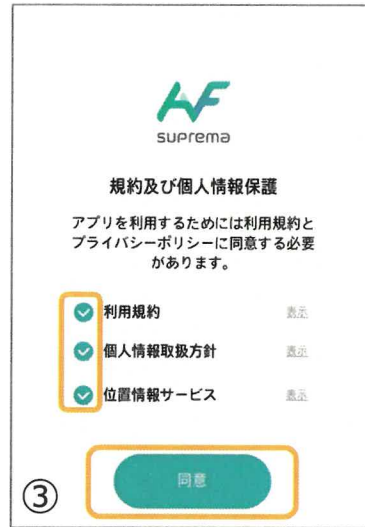 suprema
規約及び個人情報保護
アプリを利用するためには利用規約と
プライバシーポリシーに同意する必要
があります。
利用規約 表示
個人情報取扱方針 表示
位置情報サービス 表示
同意
③